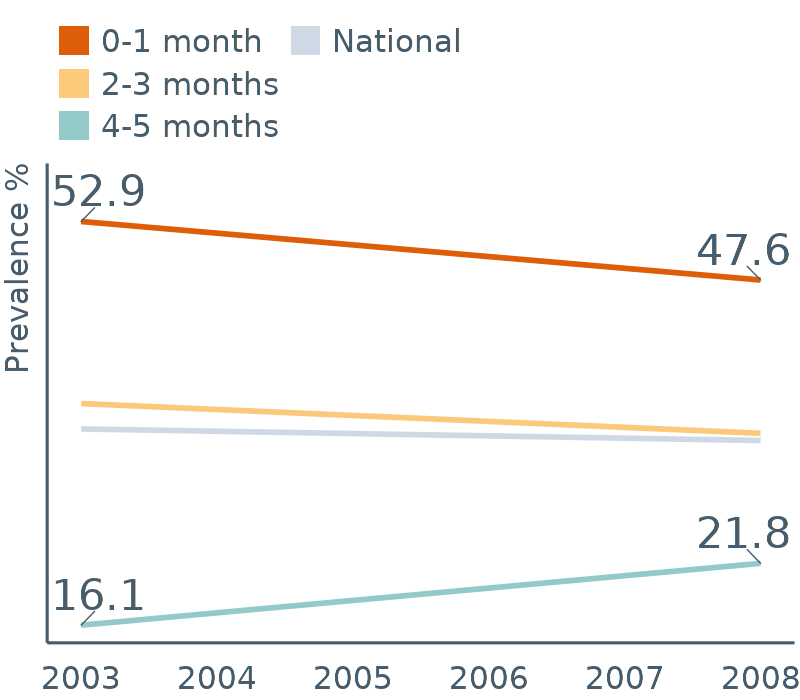 0-1 month
National
2-3 months
4-5 months
Prevalence %
52.9
47.6
21.8
16.1
2003 2004 2005 2006 2007 2008